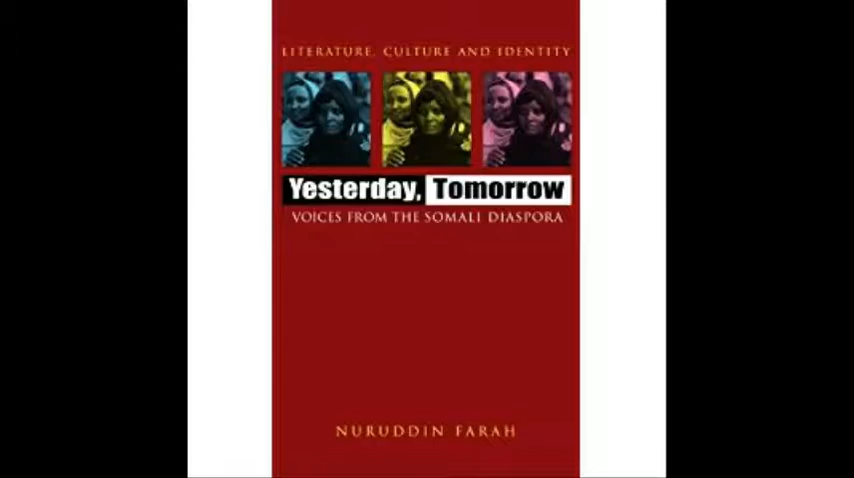 LITERATURE, CULTURE AND IDENTITY
Yesterday, Tomorrow
VOICES FROM THE SOMALI DIASPORA
NURUDDIN FARAH